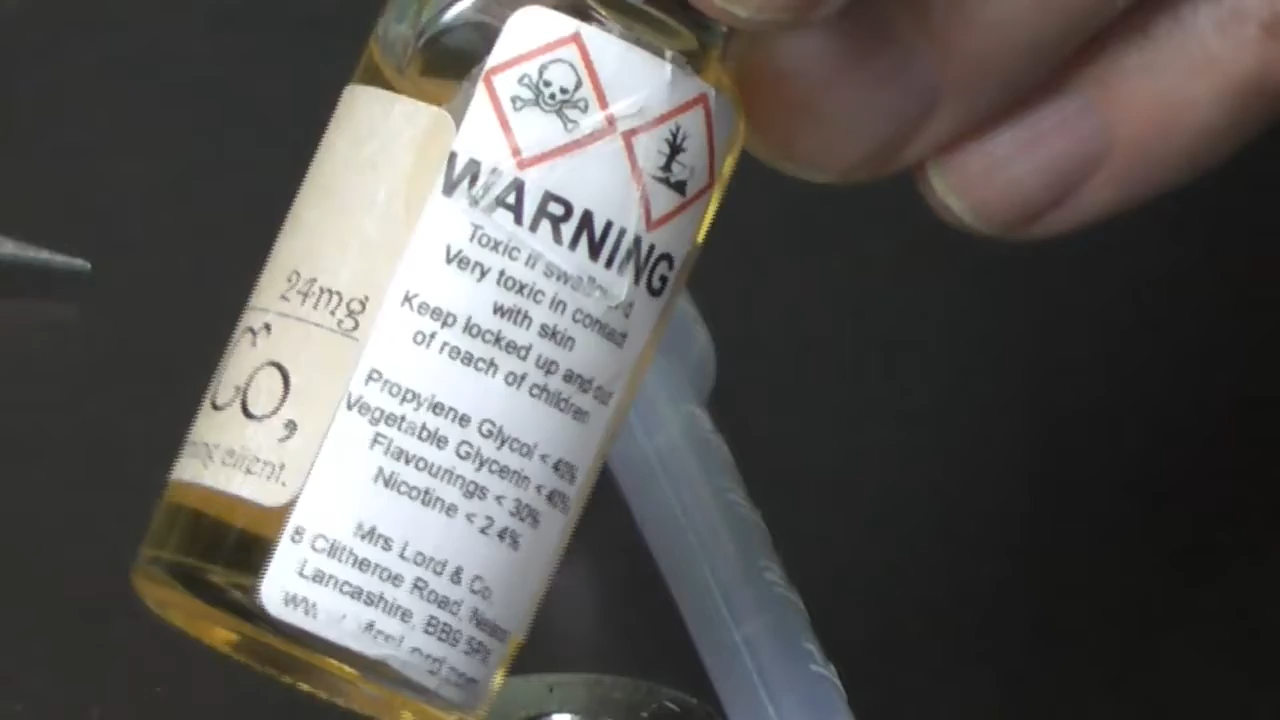 24mg
Co,
WARNING
Toxic if swallowed
Very toxic in contact
with skin
Keep locked up and out
of reach of children
Propylene Glycol < 40%
Vegetable Glycerin < 40%
Flavourings < 30%
Nicotine < 2.4%
Mrs Lord & Co.
8 Clitheroe Road, Nelson
Lancashire, BB9